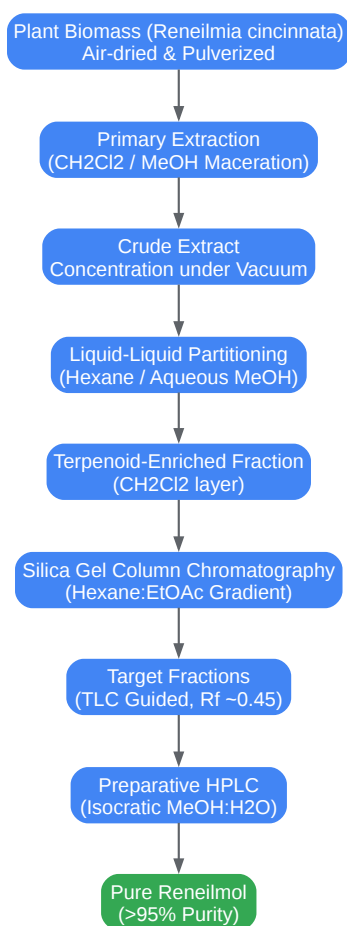 Plant Biomass (Reneilmia cincinnata)
Air-dried & Pulverized
Primary Extraction
(CH2Cl2 / MeOH Maceration)
Crude Extract
Concentration under Vacuum
Liquid-Liquid Partitioning
(Hexane / Aqueous MeOH)
Terpenoid-Enriched Fraction
(CH2Cl2 layer)
Silica Gel Column Chromatography
(Hexane:EtOAc Gradient)
Target Fractions
(TLC Guided, Rf ~0.45)
Preparative HPLC
(Isocratic MeOH:H2O)
Pure Reneilmol
(>95% Purity)